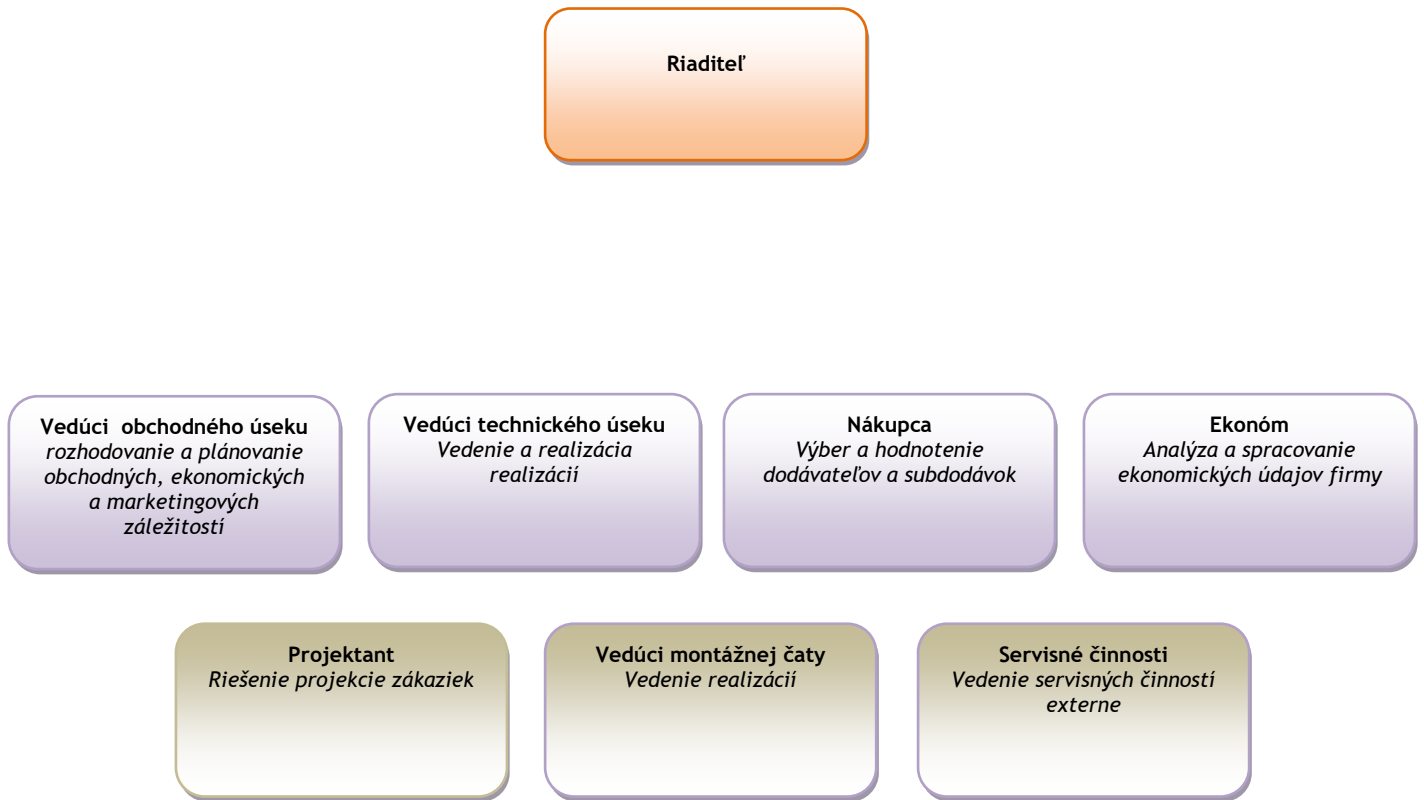 Riaditeľ
Vedúci  obchodného úseku
rozhodovanie a plánovanie
obchodných, ekonomických
a marketingových
záležitostí
Vedúci technického úseku
Vedenie a realizácia
realizácií
Nákupca
Výber a hodnotenie
dodávateľov a subdodávok
Ekonóm
Analýza a spracovanie
ekonomických údajov firmy
Projektant
Riešenie projekcie zákaziek
Vedúci montážnej čaty
Vedenie realizácií
Servisné činnosti
Vedenie servisných činností
externe